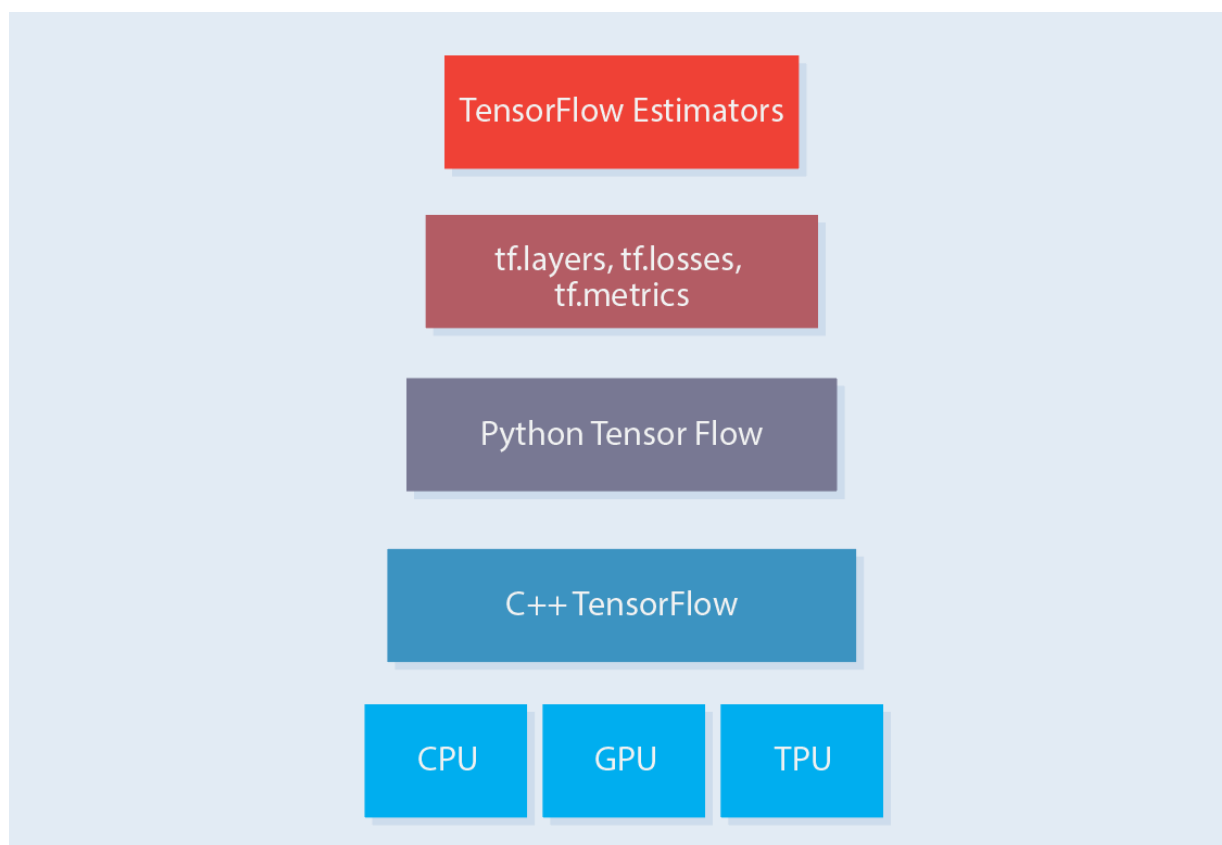 TensorFlow Estimators
tf.layers, tf.losses,
tf.metrics
Python Tensor Flow
C++ TensorFlow
CPU GPU TPU